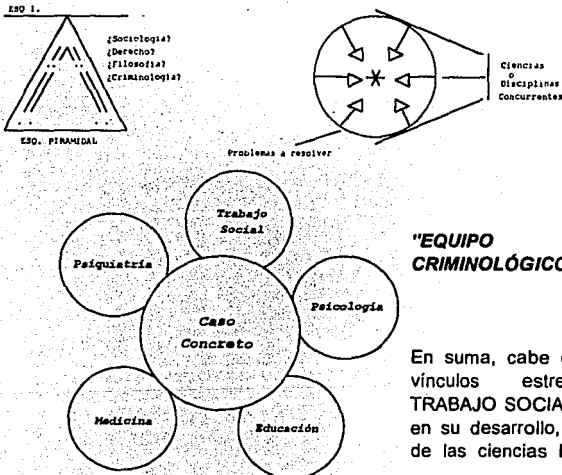 ESQ 1.
¿Sociología?
¿Derecho?
¿Filosofía?
¿Criminología?
ESQ. PIRAMIDAL
Ciencias
o
Disciplinas
Concurrentes
Problemas a resolver
Trabajo
Social
Psiquiatría
Psicología
Caso
Concreto
Medicina
Educación
"EQUIPO
CRIMINOLÓGICO
En suma, cabe
vínculos
TRABAJO SOCIA
en su desarrollo,
de las ciencias